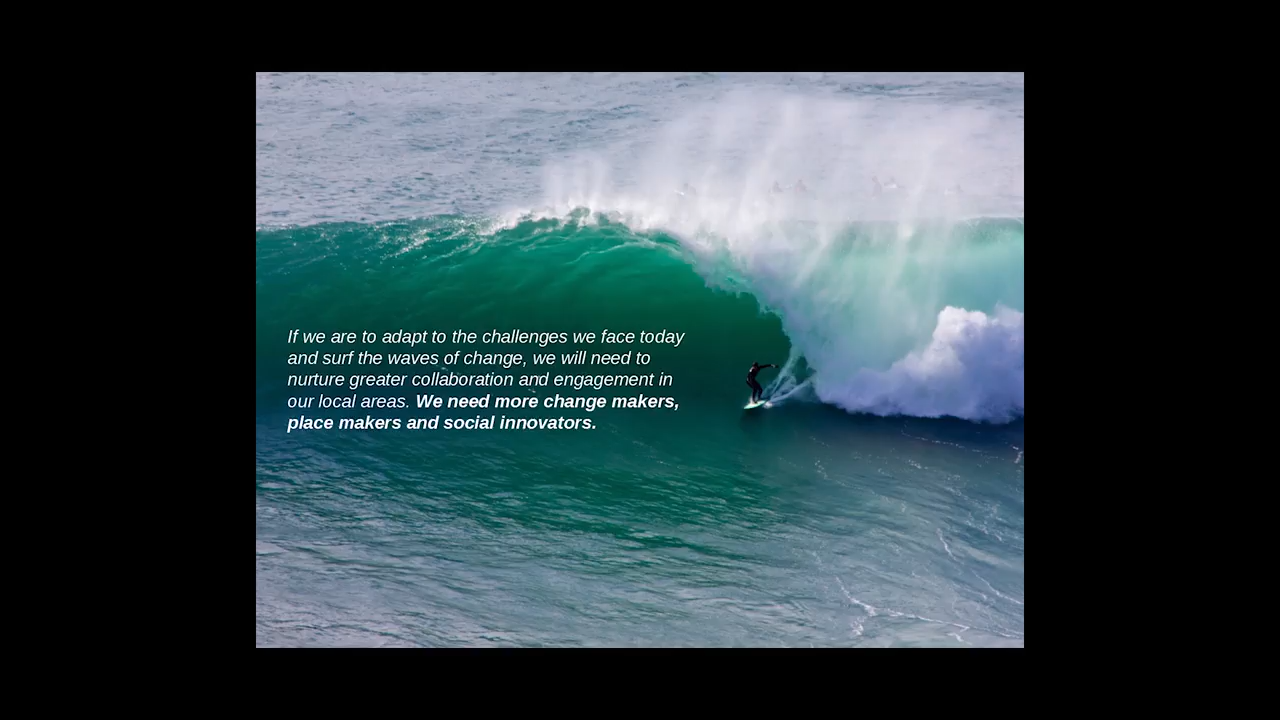 If we are to adapt to the challenges we face today
and surf the waves of change, we will need to
nurture greater collaboration and engagement in
our local areas. We need more change makers,
place makers and social innovators.